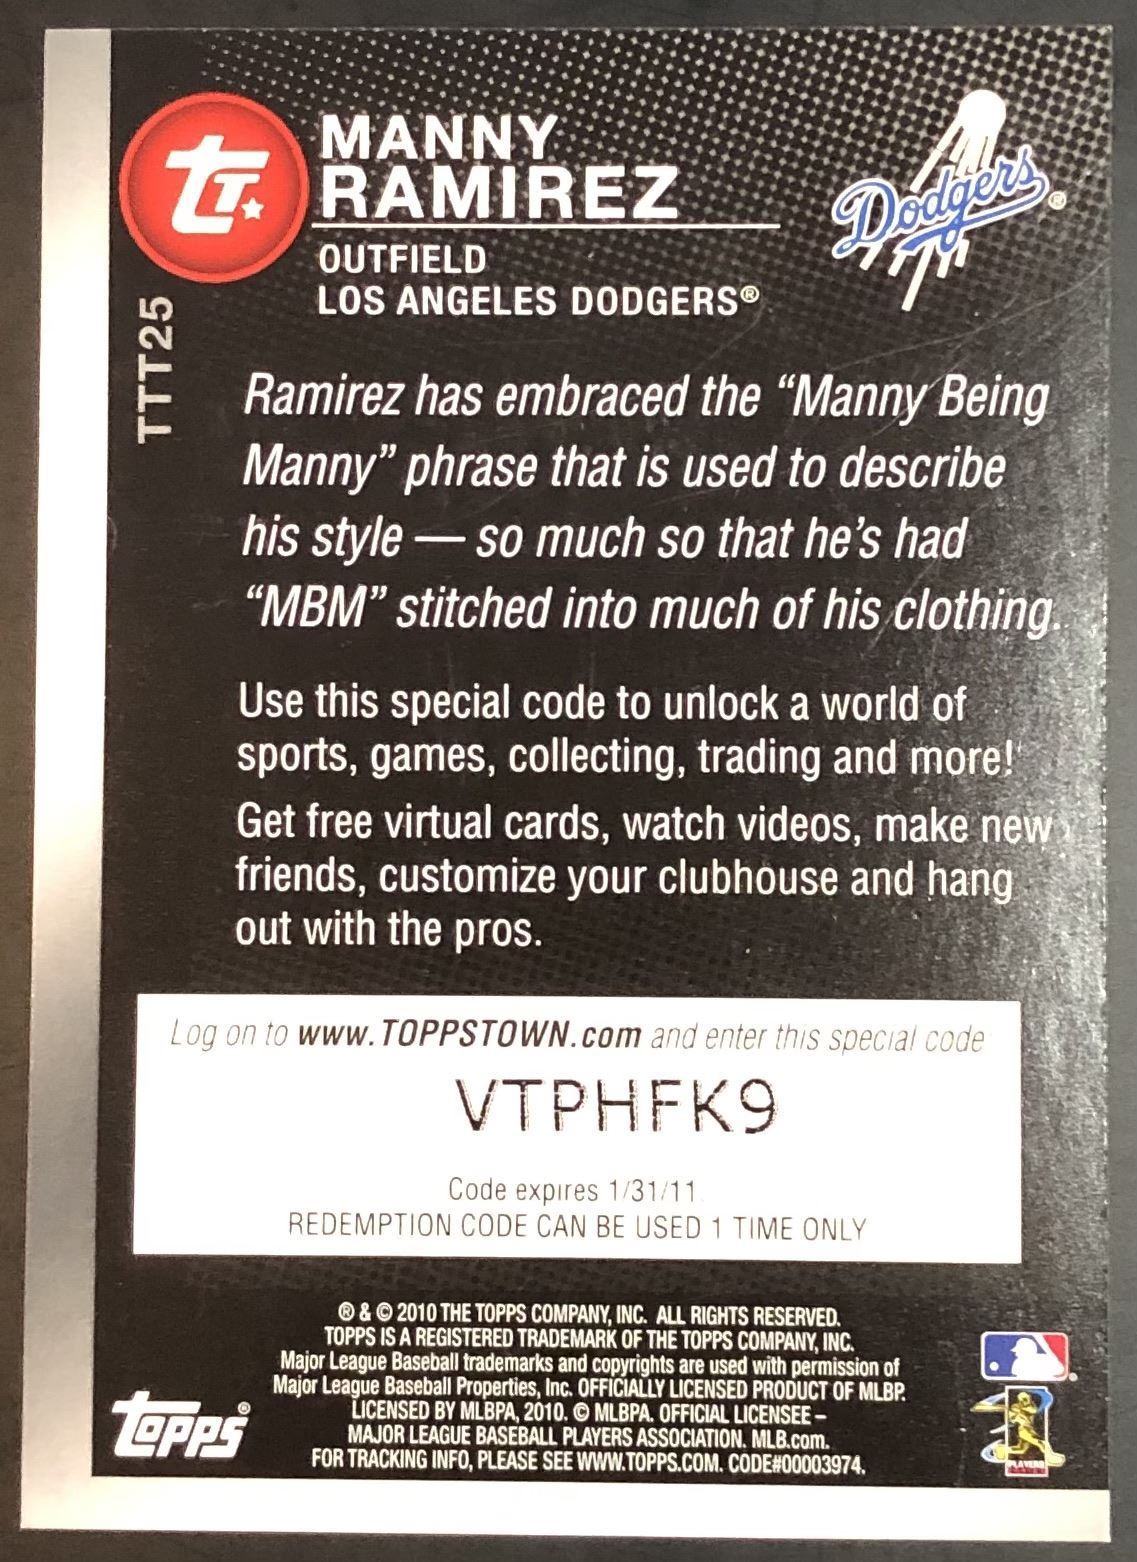 TT
MANNY
RAMIREZ
OUTFIELD
LOS ANGELES DODGERS®
Dodgers®
TTT25
Ramirez has embraced the “Manny Being
Manny” phrase that is used to describe
his style — so much so that he’s had
“MBM” stitched into much of his clothing.
Use this special code to unlock a world of
sports, games, collecting, trading and more!
Get free virtual cards, watch videos, make new
friends, customize your clubhouse and hang
out with the pros.
Log on to www.TOPPSTOWN.com and enter this special code
VTPHFK9
Code expires 1/31/11.
REDEMPTION CODE CAN BE USED 1 TIME ONLY
® & © 2010 THE TOPPS COMPANY, INC. ALL RIGHTS RESERVED.
TOPPS IS A REGISTERED TRADEMARK OF THE TOPPS COMPANY, INC.
Major League Baseball trademarks and copyrights are used with permission of
Major League Baseball Properties, Inc. OFFICIALLY LICENSED PRODUCT OF MLBP.
LICENSED BY MLBPA, 2010. © MLBPA. OFFICIAL LICENSEE –
MAJOR LEAGUE BASEBALL PLAYERS ASSOCIATION. MLB.com.
FOR TRACKING INFO, PLEASE SEE WWW.TOPPS.COM. CODE#00003974.
Topps®
PLAYERS